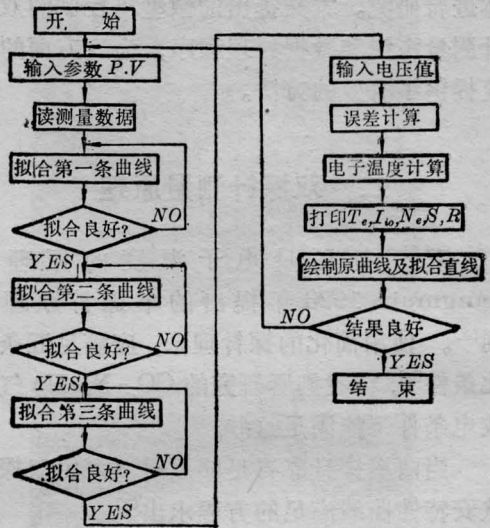 开 始
输入参数 P.V
读测量数据
拟合第一条曲线
拟合良好?
NO
YES
拟合第二条曲线
拟合良好?
NO
YES
拟合第三条曲线
拟合良好?
NO
YES
输入电压值
误差计算
电子温度计算
打印Te,Iio,Ne,S,R
绘制原曲线及拟合直线
结果良好
NO
YES
结 束